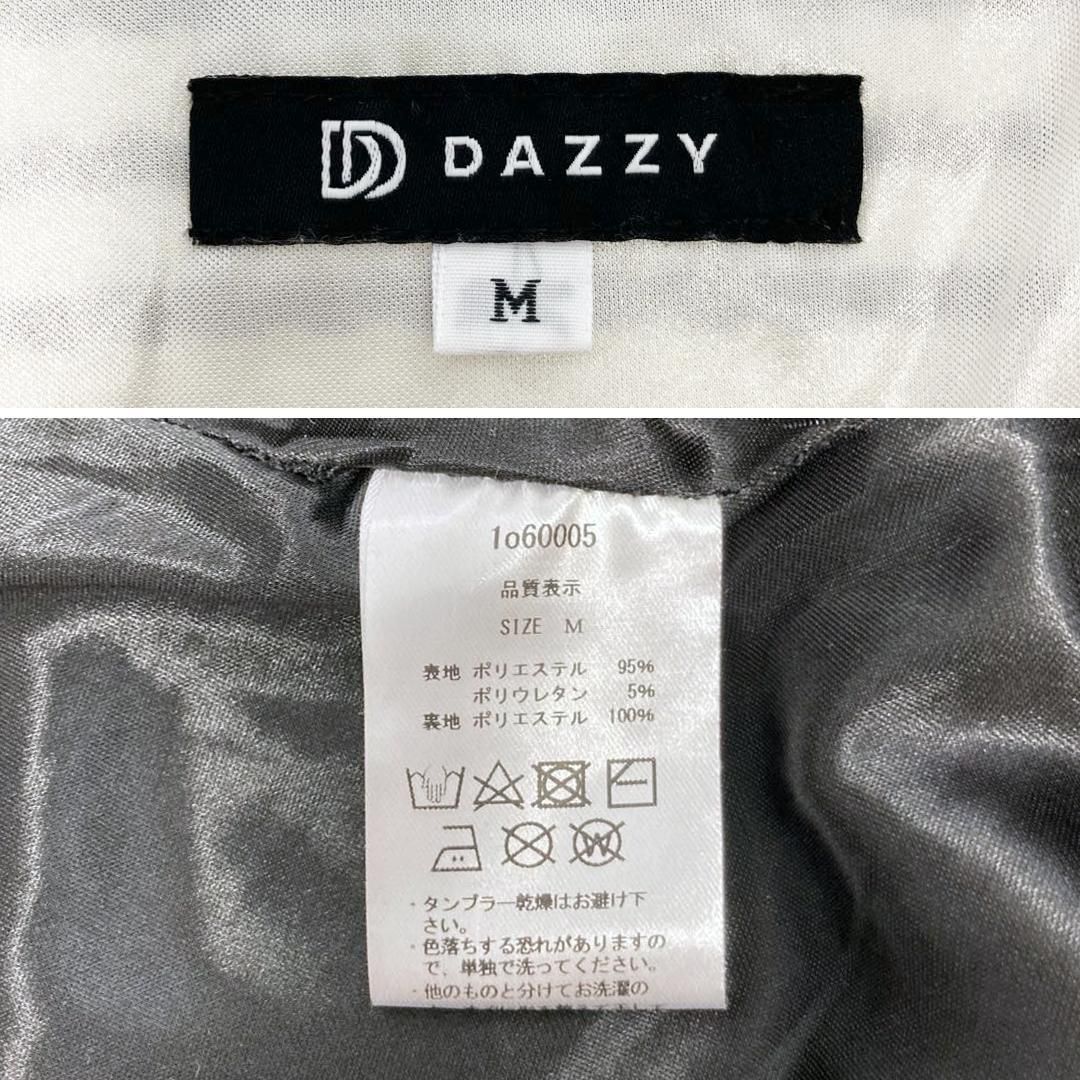 DAZZY
M
1o60005
品質表示
SIZE M
表地 ポリエステル 95%
ポリウレタン 5%
裏地 ポリエステル 100%
W
・タンブラー乾燥はお避け下
さい。
・色落ちする恐れがありますの
で、単独で洗ってください。
・他のものと分けてお洗濯の